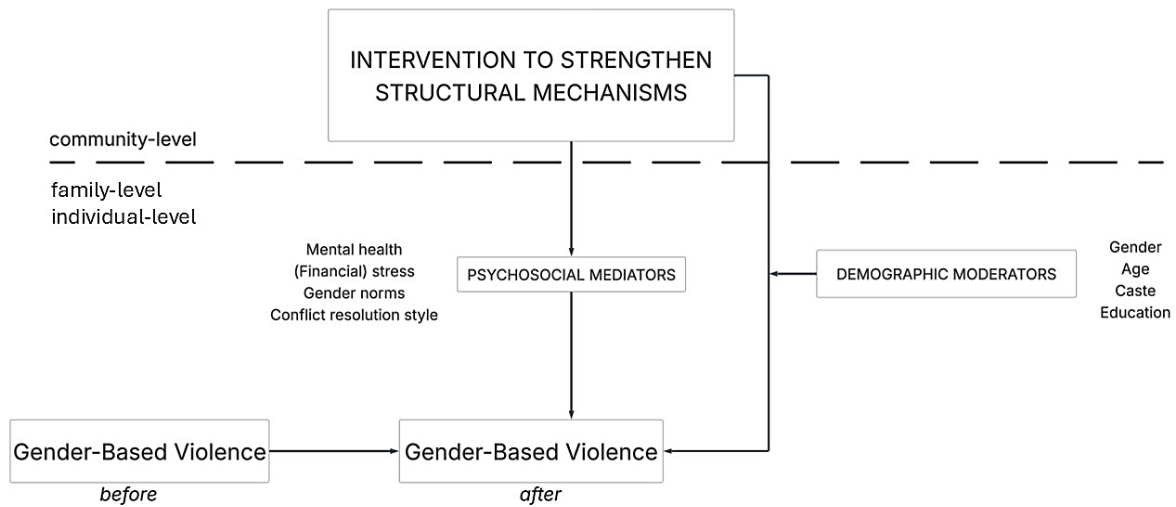 INTERVENTION TO STRENGTHEN
STRUCTURAL MECHANISMS
community-level
family-level
individual-level
Mental health
(Financial) stress
Gender norms
Conflict resolution style
PSYCHOSOCIAL MEDIATORS
DEMOGRAPHIC MODERATORS
Gender
Age
Caste
Education
Gender-Based Violence
before
Gender-Based Violence
after